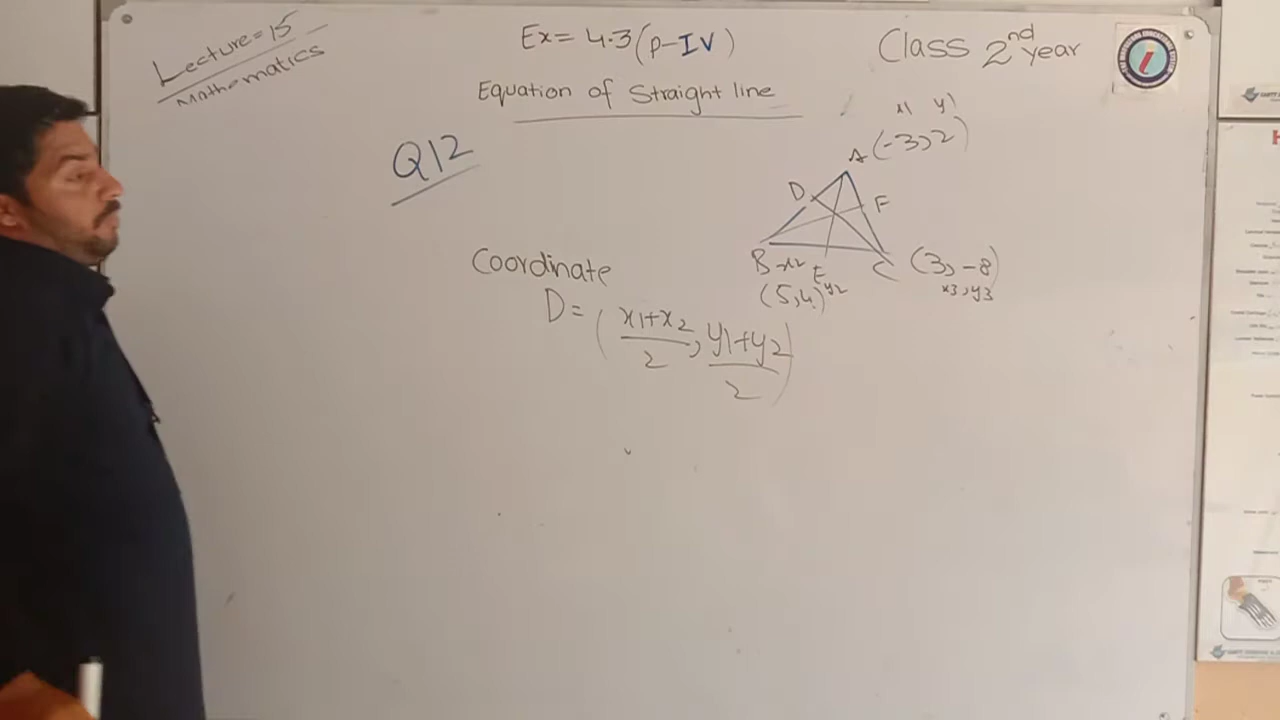 Lecture=15
Mathematics
Ex= 4.3(P-IV)
Equation of Straight line
Class 2nd year
Q12
x1 y1
A (-3,2)
D
F
B x2 E C (3,-8)
(5,4) y2 x3,y3
Coordinate
D= (x1+x2/2, y1+y2/2)